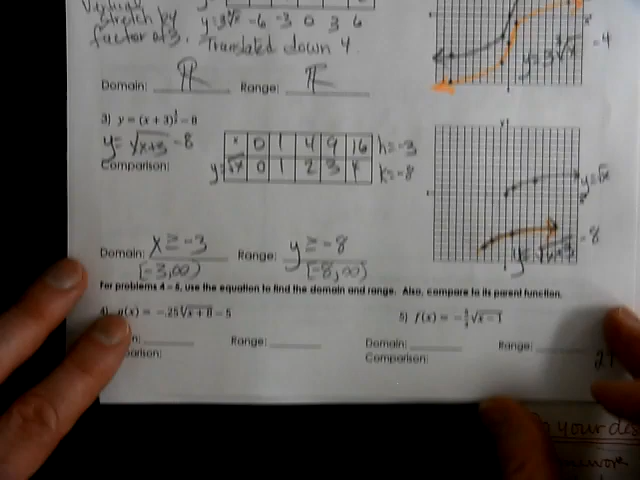 Vertical
stretch by
factor of 3.
y=3∛x -6 -3 0 3 6
Translated down 4.
y=3∛x -4
Domain: ℝ Range: ℝ
3) y = (x + 3)^½ - 8
y=√x+3 -8
Comparison:
x 0 1 4 9 16
y=√x 0 1 2 3 4
h=-3
k=-8
y=√x
y=√x+3 -8
Domain: x ≥ -3 Range: y ≥ -8
[-3,∞) [-8,∞)
For problems 4 – 5, use the equation to find the domain and range. Also, compare to its parent function.
5) f(x) =
Range:
Domain: Range:
Comparison:
your